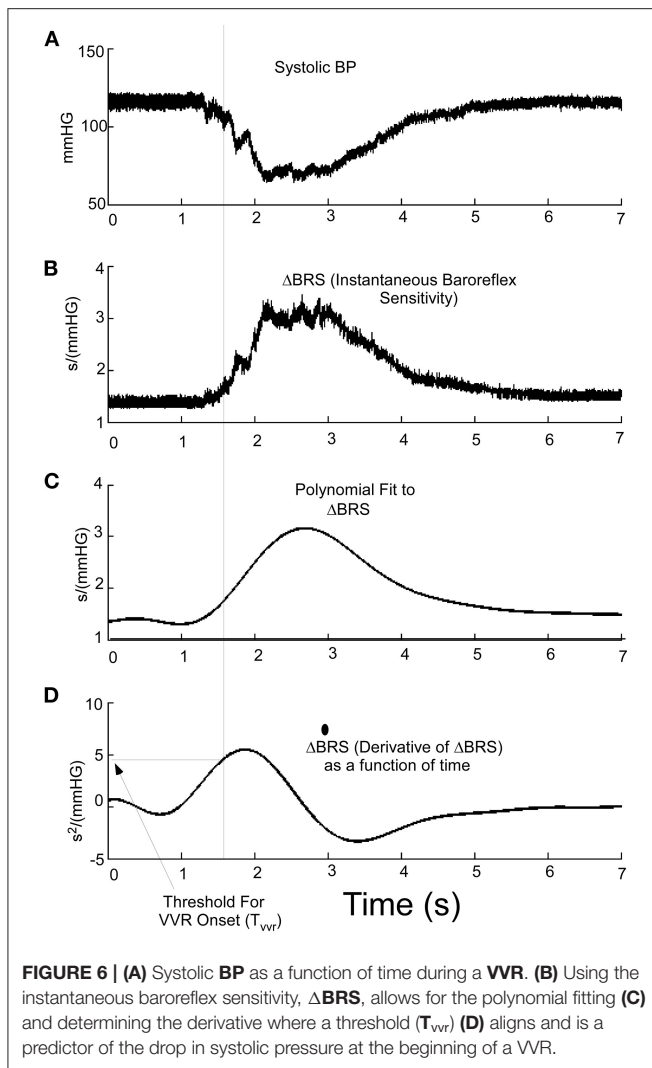 A
150
Systolic BP
mmHG
100
50
0 1 2 3 4 5 6 7
B
4
ΔBRS (Instantaneous Baroreflex
Sensitivity)
3
s/(mmHG)
2
1
0 1 2 3 4 5 6 7
C
4
Polynomial Fit to
ΔBRS
3
s/(mmHG)
2
1
0 1 2 3 4 5 6 7
D
10
ΔBRS (Derivative of ΔBRS)
as a function of time
5
s²/(mmHG)
0
-5
0 1 2 3 4 5 6 7
Threshold For
VVR Onset (Tvvr)
Time (s)
FIGURE 6 | (A) Systolic BP as a function of time during a VVR. (B) Using the
instantaneous baroreflex sensitivity, ΔBRS, allows for the polynomial fitting (C)
and determining the derivative where a threshold (Tvvr) (D) aligns and is a
predictor of the drop in systolic pressure at the beginning of a VVR.